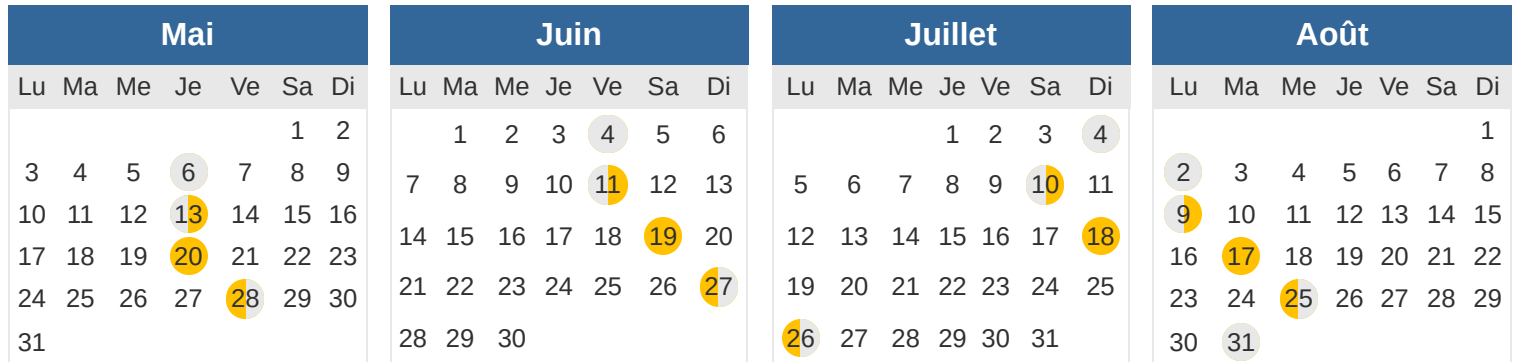 Mai
Lu Ma Me Je Ve Sa Di
1 2
3 4 5 6 7 8 9
10 11 12 13 14 15 16
17 18 19 20 21 22 23
24 25 26 27 28 29 30
31
Juin
Lu Ma Me Je Ve Sa Di
1 2 3 4 5 6
7 8 9 10 11 12 13
14 15 16 17 18 19 20
21 22 23 24 25 26 27
28 29 30
Juillet
Lu Ma Me Je Ve Sa Di
1 2 3 4
5 6 7 8 9 10 11
12 13 14 15 16 17 18
19 20 21 22 23 24 25
26 27 28 29 30 31
Août
Lu Ma Me Je Ve Sa Di
1
2 3 4 5 6 7 8
9 10 11 12 13 14 15
16 17 18 19 20 21 22
23 24 25 26 27 28 29
30 31